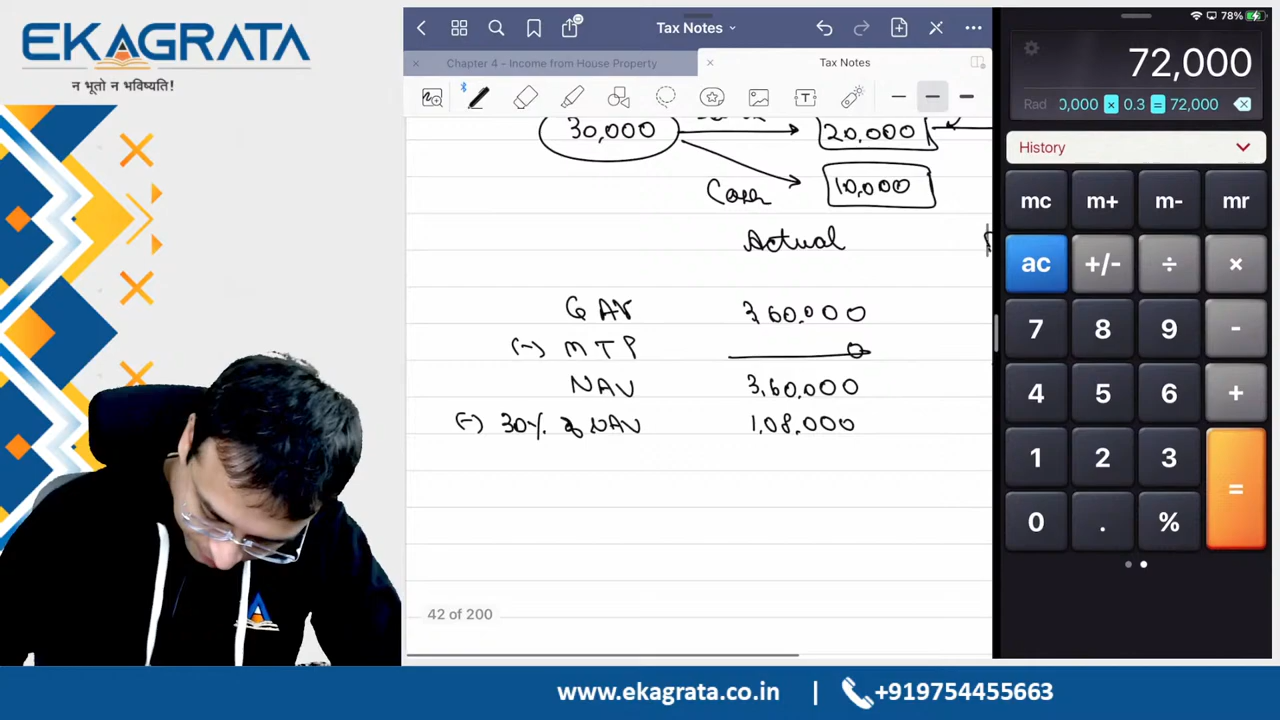 EKAGRATA
न भूतो न भविष्यति!
Tax Notes
Chapter 4 – Income from House Property
Tax Notes
30,000
20,000
Cash
10,000
Actual
GAV 3,60,000
(-) MTP 0
NAV 3,60,000
(-) 30% of NAV 1,08,000
42 of 200
78%
72,000
Rad 0,000 × 0.3 = 72,000
History
mc m+ m- mr
ac +/- ÷ ×
7 8 9 -
4 5 6 +
1 2 3 =
0 . %
www.ekagrata.co.in | +919754455663